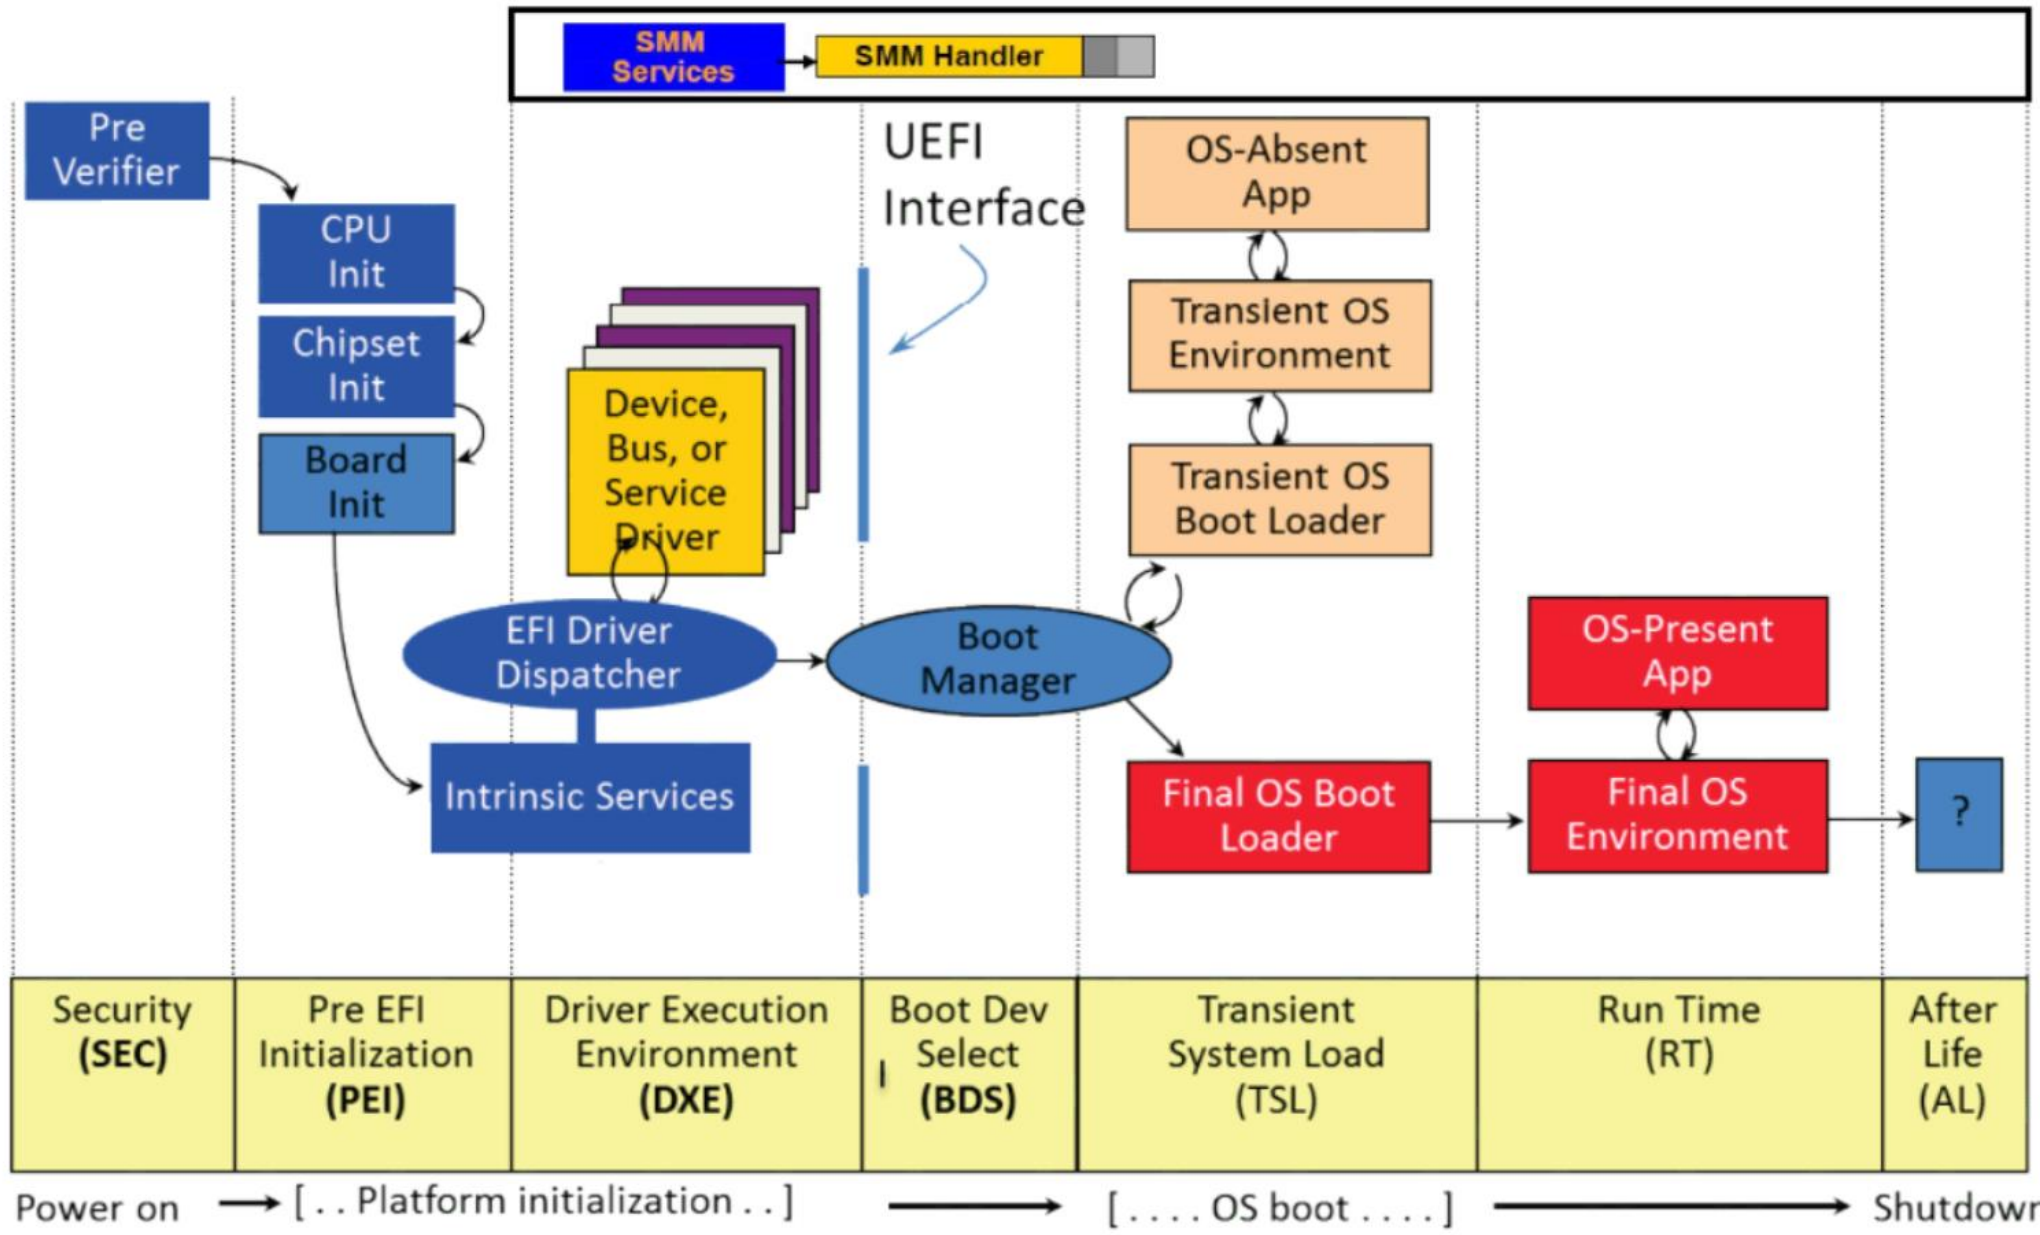 SMM
Services
SMM Handler
Pre
Verifier
CPU
Init
Chipset
Init
Board
Init
Device,
Bus, or
Service
Driver
EFI Driver
Dispatcher
Intrinsic Services
UEFI
Interface
Boot
Manager
OS-Absent
App
Transient OS
Environment
Transient OS
Boot Loader
Final OS Boot
Loader
OS-Present
App
Final OS
Environment
?
Security
(SEC)
Pre EFI
Initialization
(PEI)
Driver Execution
Environment
(DXE)
Boot Dev
Select
(BDS)
Transient
System Load
(TSL)
Run Time
(RT)
After
Life
(AL)
Power on
[ . . Platform initialization . . ]
[ . . . . OS boot . . . . ]
Shutdown